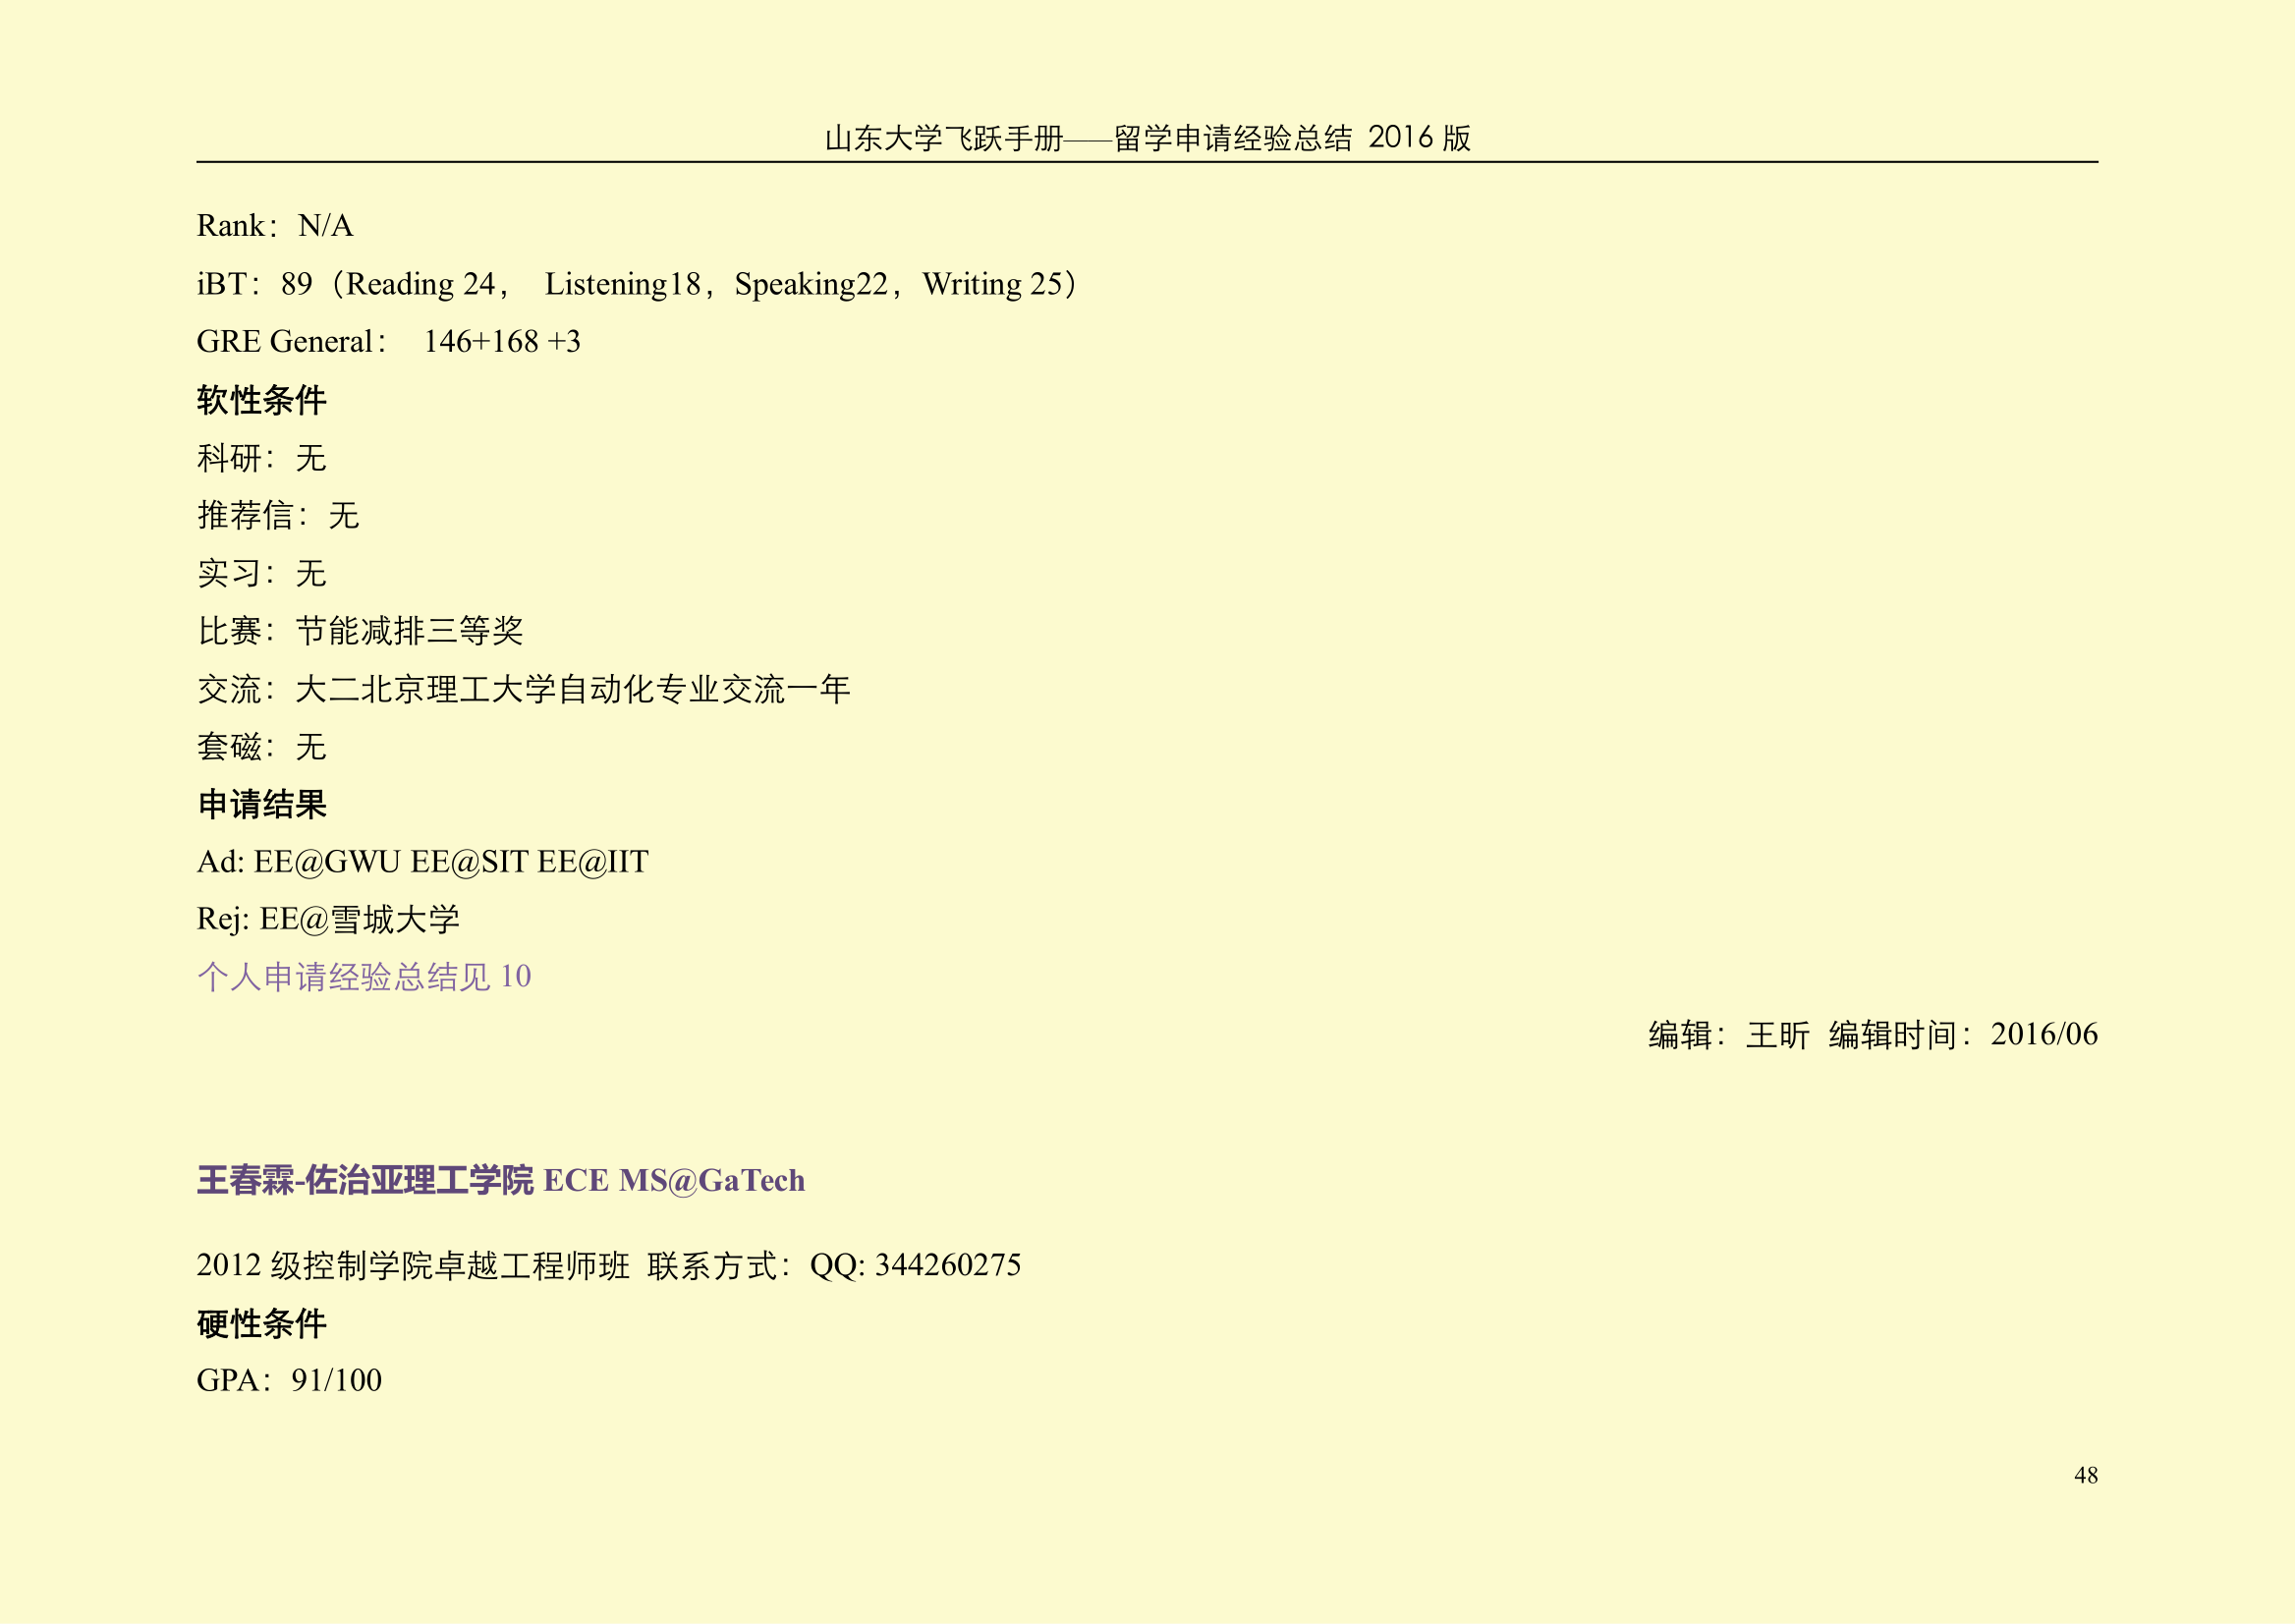 山东大学飞跃手册——留学申请经验总结 2016 版
Rank：N/A
iBT：89（Reading 24， Listening18，Speaking22，Writing 25）
GRE General： 146+168 +3
软性条件
科研：无
推荐信：无
实习：无
比赛：节能减排三等奖
交流：大二北京理工大学自动化专业交流一年
套磁：无
申请结果
Ad: EE@GWU EE@SIT EE@IIT
Rej: EE@雪城大学
个人申请经验总结见 10
编辑：王昕 编辑时间：2016/06
王春霖-佐治亚理工学院 ECE MS@GaTech
2012 级控制学院卓越工程师班 联系方式：QQ: 344260275
硬性条件
GPA：91/100
48